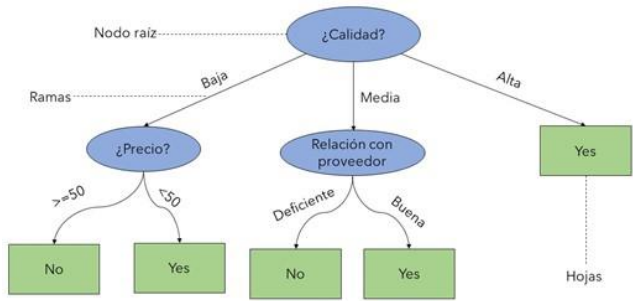 Nodo raíz
¿Calidad?
Ramas
Baja
Media
Alta
¿Precio?
Relación con
proveedor
Yes
>=50
<50
Deficiente
Buena
No
Yes
No
Yes
Hojas